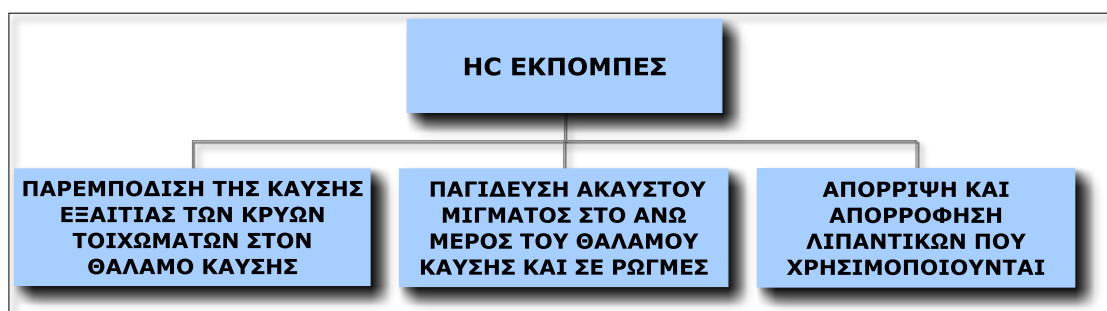 HC ΕΚΠΟΜΠΕΣ
ΠΑΡΕΜΠΟΔΙΣΗ ΤΗΣ ΚΑΥΣΗΣ
ΕΞΑΙΤΙΑΣ ΤΩΝ ΚΡΥΩΝ
ΤΟΙΧΩΜΑΤΩΝ ΣΤΟΝ
ΘΑΛΑΜΟ ΚΑΥΣΗΣ
ΠΑΓΙΔΕΥΣΗ ΑΚΑΥΣΤΟΥ
ΜΙΓΜΑΤΟΣ ΣΤΟ ΑΝΩ
ΜΕΡΟΣ ΤΟΥ ΘΑΛΑΜΟΥ
ΚΑΥΣΗΣ ΚΑΙ ΣΕ ΡΩΓΜΕΣ
ΑΠΟΡΡΙΨΗ ΚΑΙ
ΑΠΟΡΡΟΦΗΣΗ
ΛΙΠΑΝΤΙΚΩΝ ΠΟΥ
ΧΡΗΣΙΜΟΠΟΙΟΥΝΤΑΙ